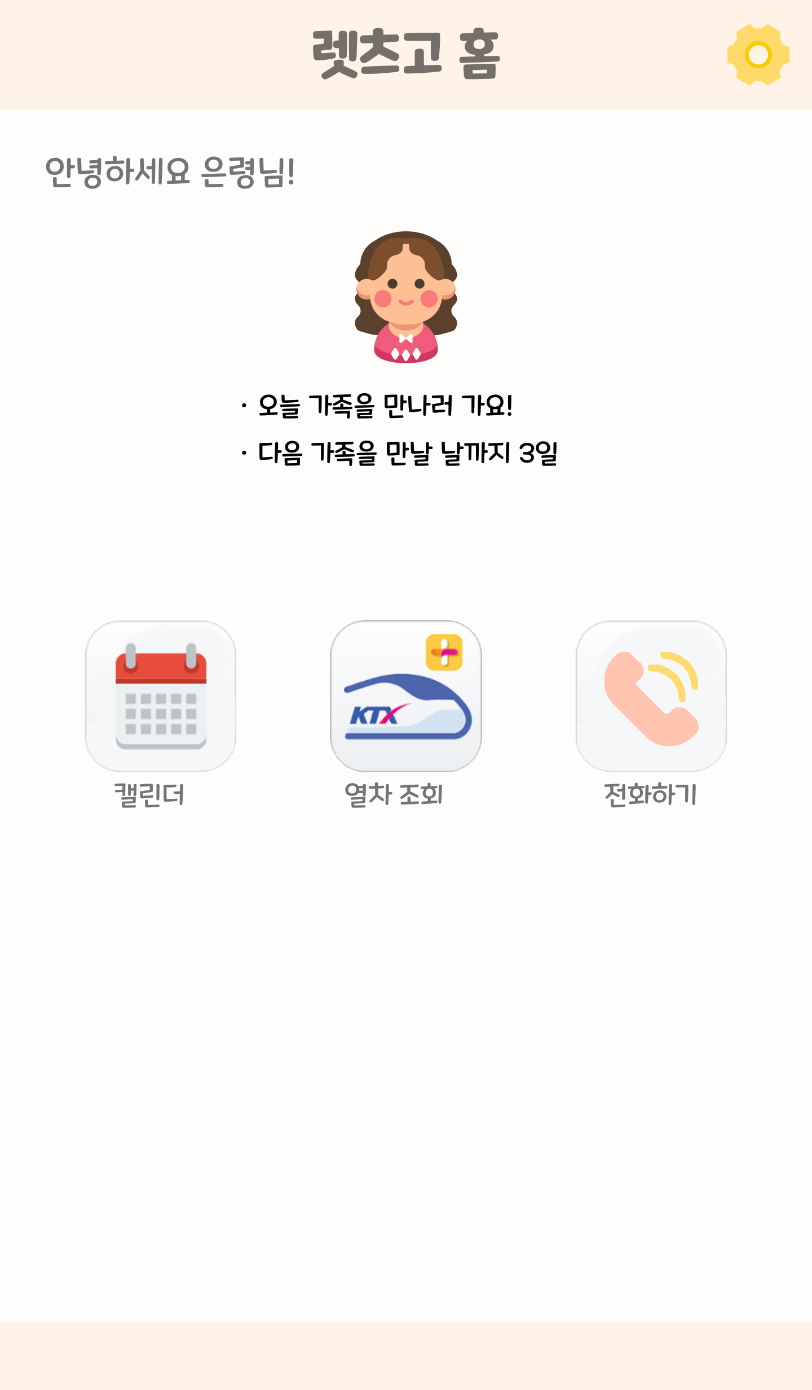 렛츠고 홈
안녕하세요 은령님!
· 오늘 가족을 만나러 가요!
· 다음 가족을 만날 날까지 3일
KTX
캘린더 열차 조회 전화하기